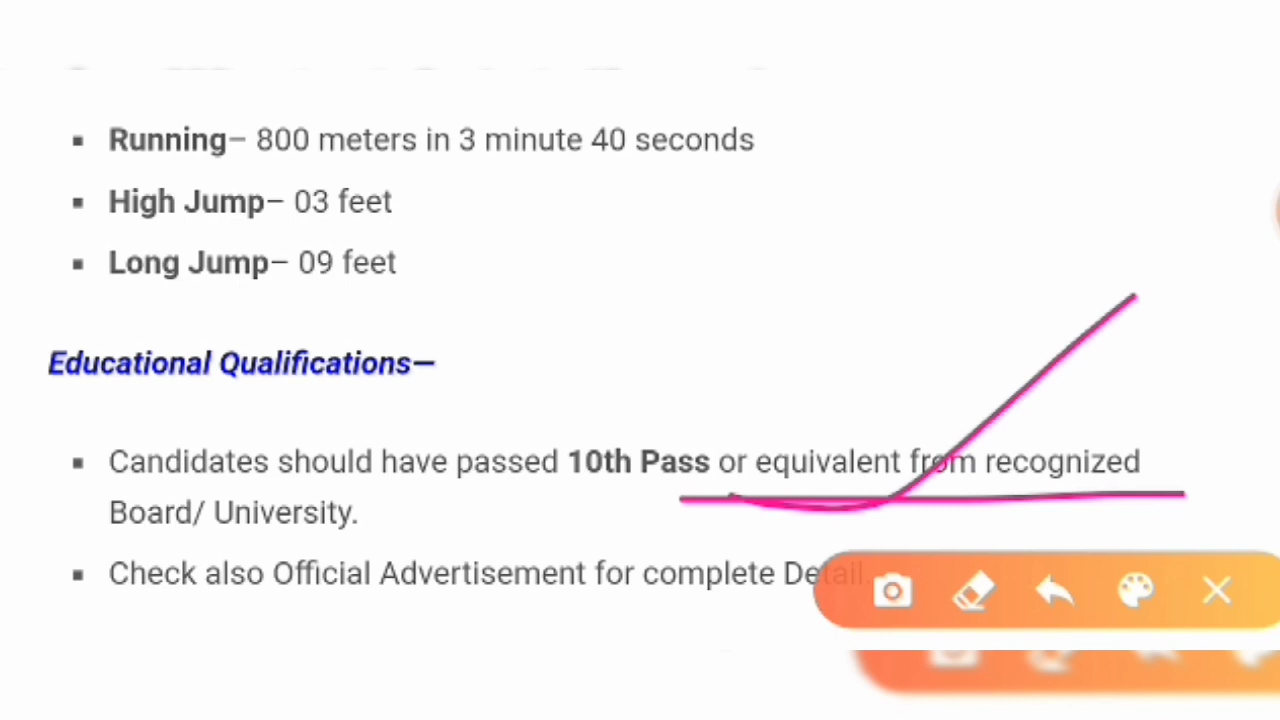 ▪ Running– 800 meters in 3 minute 40 seconds
▪ High Jump– 03 feet
▪ Long Jump– 09 feet
Educational Qualifications—
▪ Candidates should have passed 10th Pass or equivalent from recognized
Board/ University.
▪ Check also Official Advertisement for complete Detail.